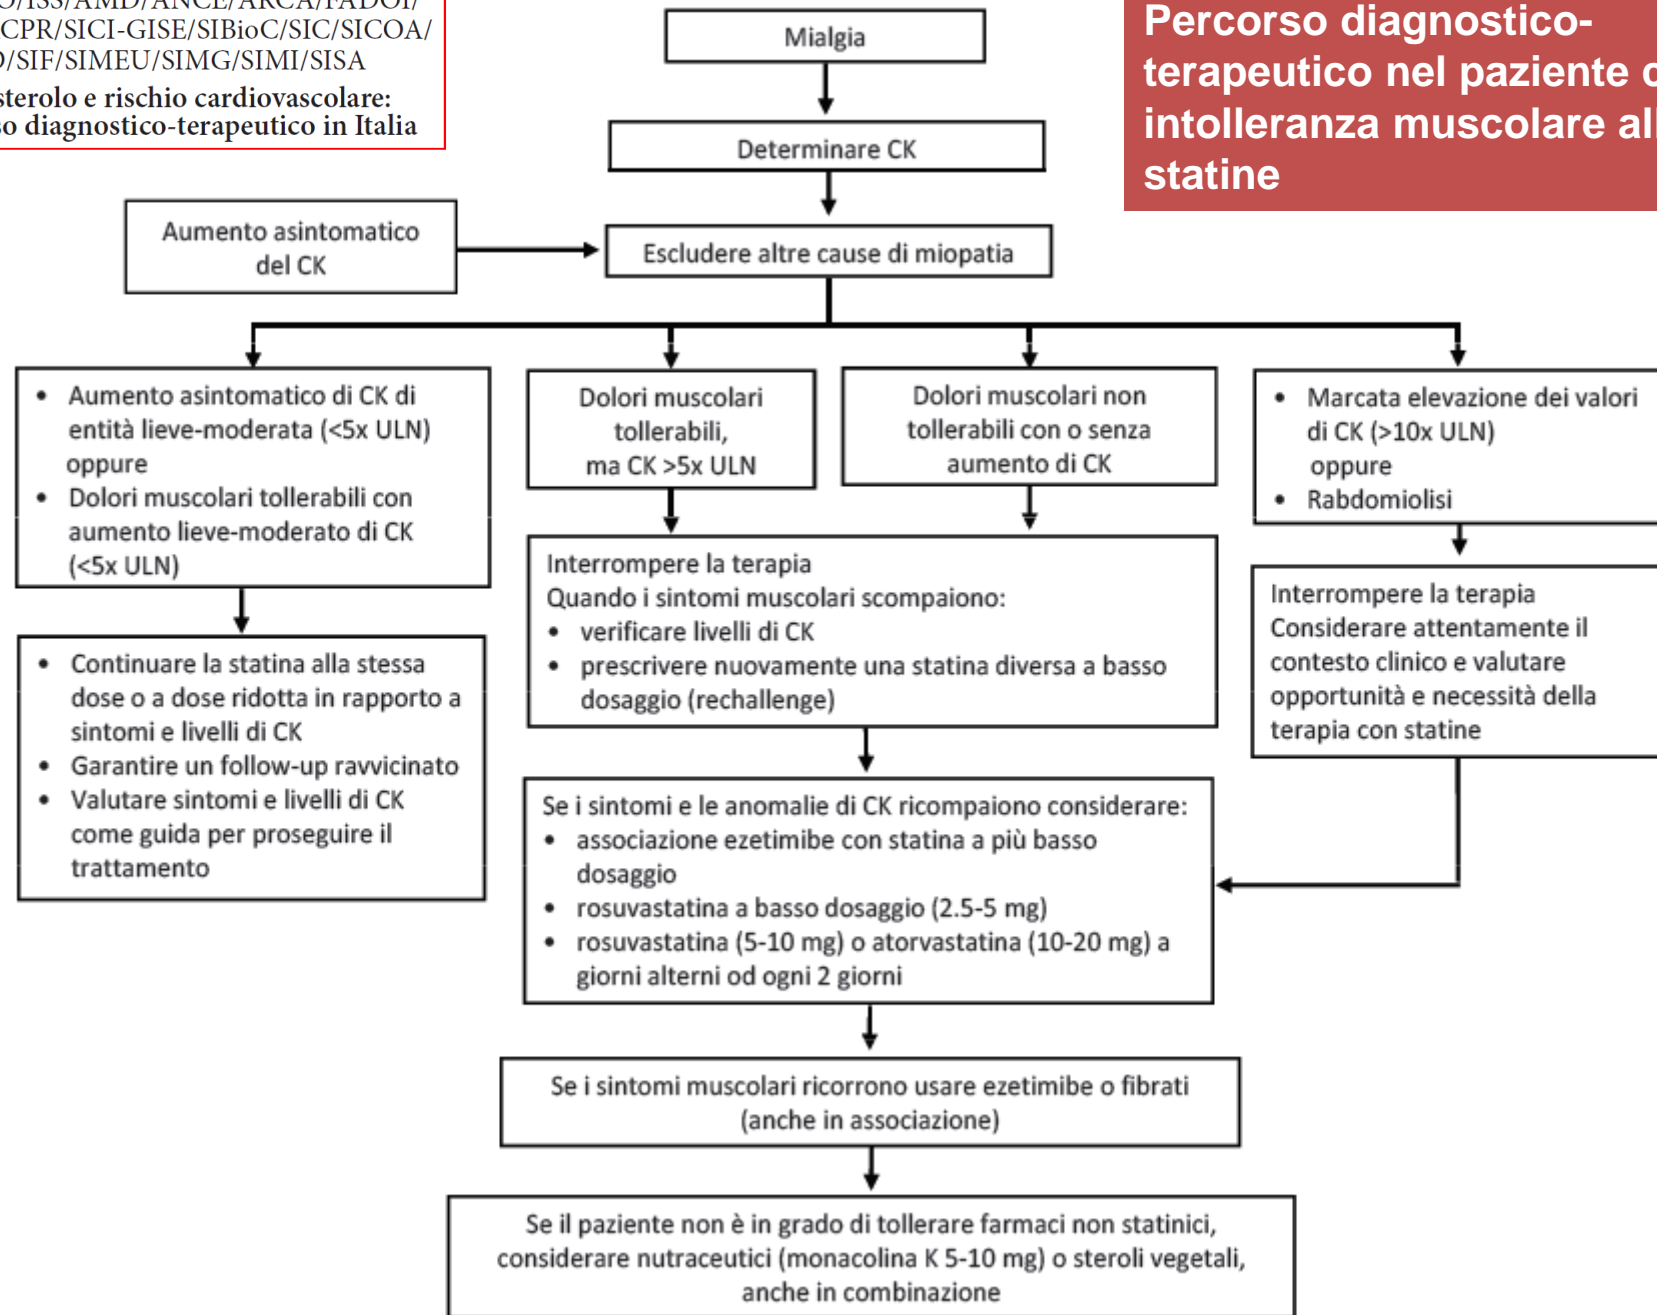 O/ISS/AMD/ANCE/ARCA/FADOI/
CPR/SICI-GISE/SIBioC/SIC/SICOA/
/SIF/SIMEU/SIMG/SIMI/SISA
sterolo e rischio cardiovascolare:
so diagnostico-terapeutico in Italia
Percorso diagnostico-
terapeutico nel paziente c
intolleranza muscolare al
statine
Mialgia
Determinare CK
Aumento asintomatico
del CK
Escludere altre cause di miopatia
• Aumento asintomatico di CK di
entità lieve-moderata (<5x ULN)
oppure
• Dolori muscolari tollerabili con
aumento lieve-moderato di CK
(<5x ULN)
Dolori muscolari
tollerabili,
ma CK >5x ULN
Dolori muscolari non
tollerabili con o senza
aumento di CK
• Marcata elevazione dei valori
di CK (>10x ULN)
oppure
• Rabdomiolisi
• Continuare la statina alla stessa
dose o a dose ridotta in rapporto a
sintomi e livelli di CK
• Garantire un follow-up ravvicinato
• Valutare sintomi e livelli di CK
come guida per proseguire il
trattamento
Interrompere la terapia
Quando i sintomi muscolari scompaiono:
• verificare livelli di CK
• prescrivere nuovamente una statina diversa a basso
dosaggio (rechallenge)
Interrompere la terapia
Considerare attentamente il
contesto clinico e valutare
opportunità e necessità della
terapia con statine
Se i sintomi e le anomalie di CK ricompaiono considerare:
• associazione ezetimibe con statina a più basso
dosaggio
• rosuvastatina a basso dosaggio (2.5-5 mg)
• rosuvastatina (5-10 mg) o atorvastatina (10-20 mg) a
giorni alterni od ogni 2 giorni
Se i sintomi muscolari ricorrono usare ezetimibe o fibrati
(anche in associazione)
Se il paziente non è in grado di tollerare farmaci non statinici,
considerare nutraceutici (monacolina K 5-10 mg) o steroli vegetali,
anche in combinazione